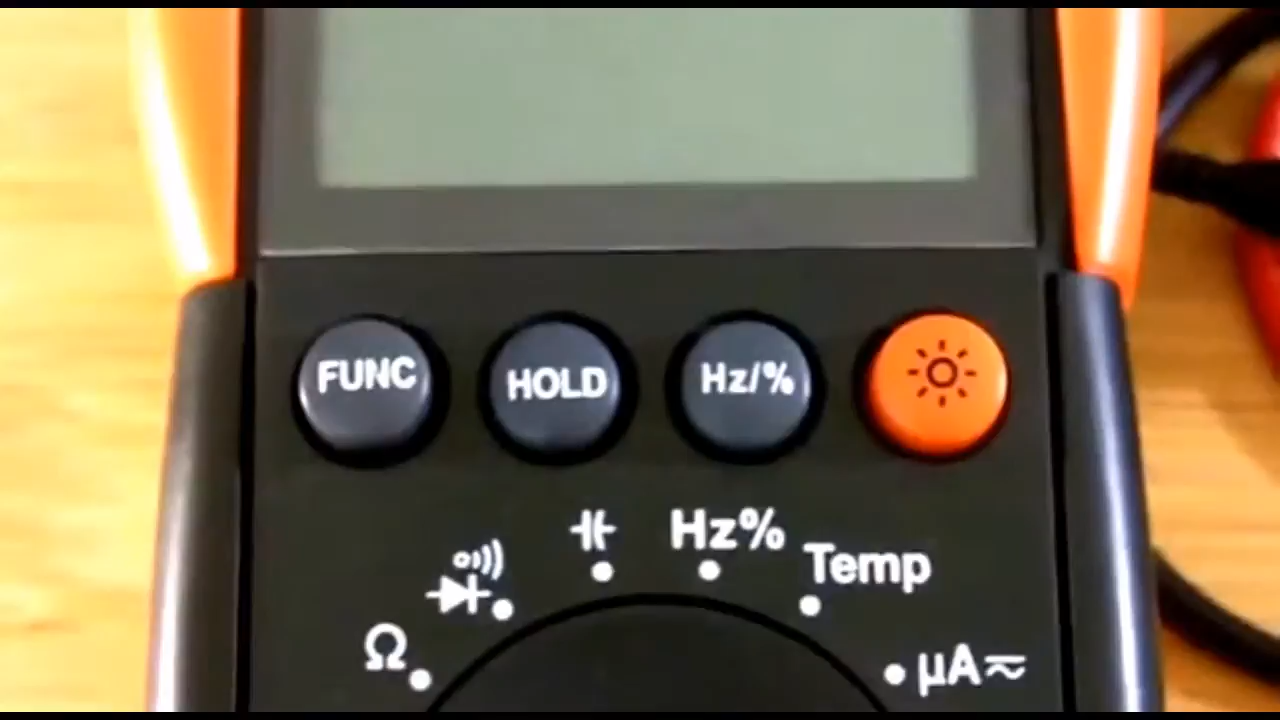 FUNC HOLD Hz/%
Hz%
Temp
Ω
µA